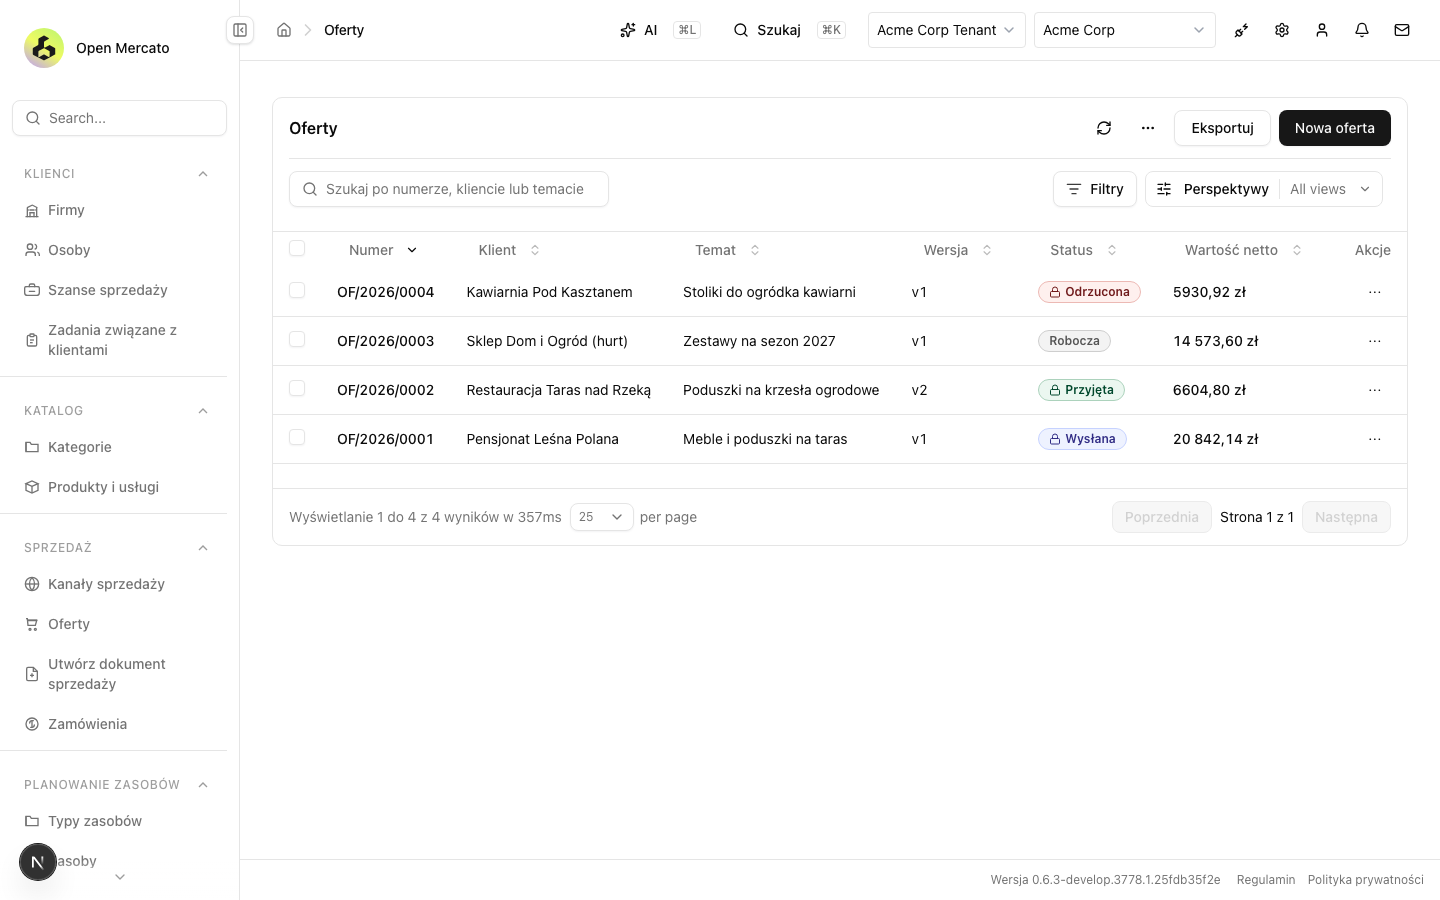 Open Mercato
Search...
KLIENCI
Firmy
Osoby
Szanse sprzedaży
Zadania związane z
klientami
KATALOG
Kategorie
Produkty i usługi
SPRZEDAŻ
Kanały sprzedaży
Oferty
Utwórz dokument
sprzedaży
Zamówienia
PLANOWANIE ZASOBÓW
Typy zasobów
asoby
N
Oferty
AI ⌘L
Szukaj ⌘K
Acme Corp Tenant
Acme Corp
Oferty
Eksportuj
Nowa oferta
Szukaj po numerze, kliencie lub temacie
Filtry
Perspektywy All views
Numer Klient Temat Wersja Status Wartość netto Akcje
OF/2026/0004 Kawiarnia Pod Kasztanem Stoliki do ogródka kawiarni v1 Odrzucona 5930,92 zł ...
OF/2026/0003 Sklep Dom i Ogród (hurt) Zestawy na sezon 2027 v1 Robocza 14 573,60 zł ...
OF/2026/0002 Restauracja Taras nad Rzeką Poduszki na krzesła ogrodowe v2 Przyjęta 6604,80 zł ...
OF/2026/0001 Pensjonat Leśna Polana Meble i poduszki na taras v1 Wysłana 20 842,14 zł ...
Wyświetlanie 1 do 4 z 4 wyników w 357ms 25 per page
Poprzednia Strona 1 z 1 Następna
Wersja 0.6.3-develop.3778.1.25fdb35f2e Regulamin Polityka prywatności